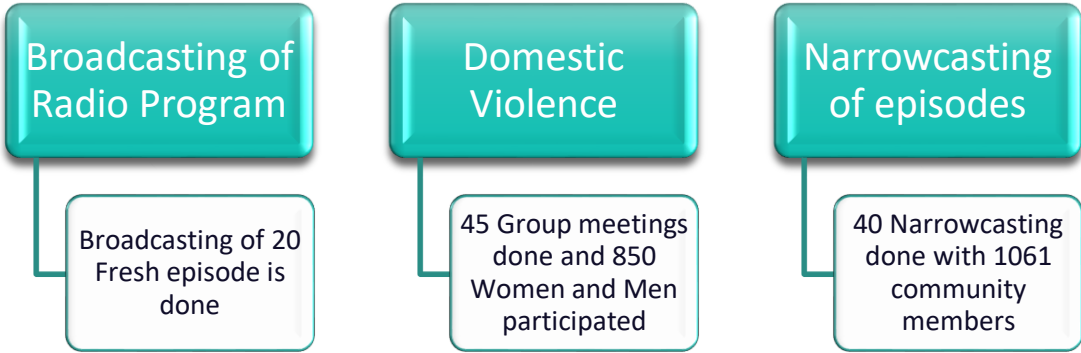 Broadcasting of
Radio Program
Broadcasting of 20
Fresh episode is
done
Domestic
Violence
45 Group meetings
done and 850
Women and Men
participated
Narrowcasting
of episodes
40 Narrowcasting
done with 1061
community
members